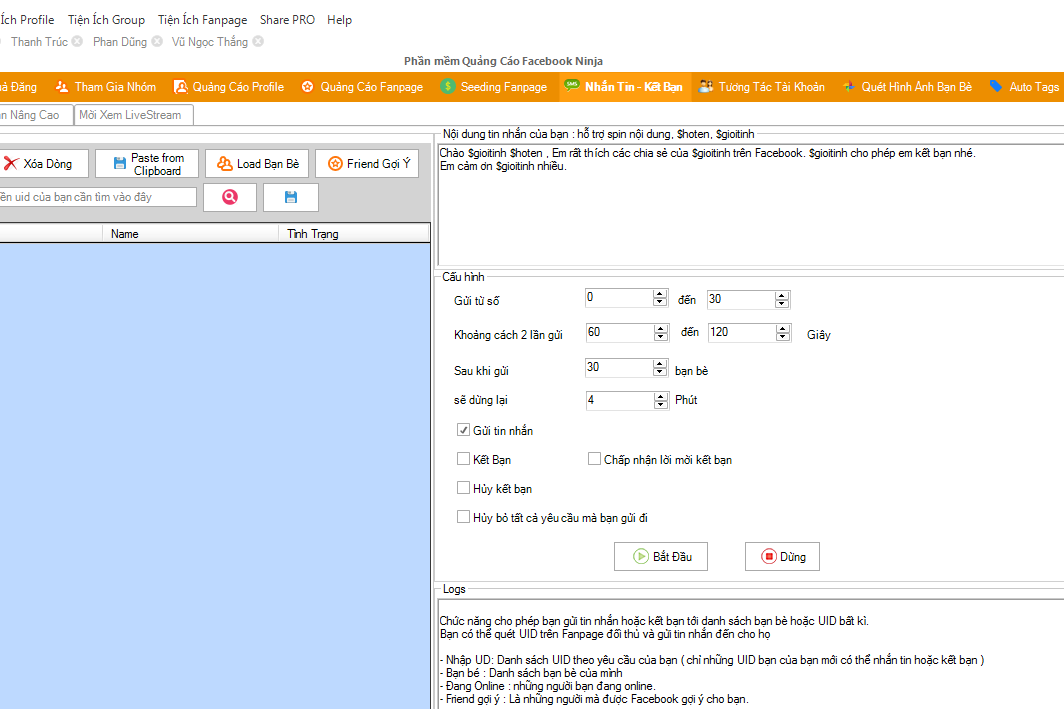 Ích Profile Tiện Ích Group Tiện Ích Fanpage Share PRO Help
Thanh Trúc Phan Dũng Vũ Ngọc Thắng
Phần mềm Quảng Cáo Facebook Ninja
Đăng Tham Gia Nhóm Quảng Cáo Profile Quảng Cáo Fanpage Seeding Fanpage Nhắn Tin - Kết Bạn Tương Tác Tài Khoản Quét Hình Ảnh Bạn Bè Auto Tags
Nâng Cao Mời Xem LiveStream
Xóa Dòng Paste from Clipboard Load Bạn Bè Friend Gợi Ý
uid của bạn cần tìm vào đây
Name Tình Trạng
Nội dung tin nhắn của bạn : hỗ trợ spin nội dung, $hoten, $gioitinh
Chào $gioitinh $hoten , Em rất thích các chia sẻ của $gioitinh trên Facebook. $gioitinh cho phép em kết bạn nhé.
Em cảm ơn $gioitinh nhiều.
Cấu hình
Gửi từ số 0 đến 30
Khoảng cách 2 lần gửi 60 đến 120 Giây
Sau khi gửi 30 bạn bè
sẽ dừng lại 4 Phút
Gửi tin nhắn
Kết Bạn Chấp nhận lời mời kết bạn
Hủy kết bạn
Hủy bỏ tất cả yêu cầu mà bạn gửi đi
Bắt Đầu Dừng
Logs
Chức năng cho phép bạn gửi tin nhắn hoặc kết bạn tới danh sách bạn bè hoặc UID bất kì.
Bạn có thể quét UID trên Fanpage đối thủ và gửi tin nhắn đến cho họ
- Nhập UD: Danh sách UID theo yêu cầu của bạn ( chỉ những UID bạn của bạn mới có thể nhắn tin hoặc kết bạn )
- Bạn bé : Danh sách bạn bè của mình
- Đang Online : những người bạn đang online.
- Friend gợi ý : Là những người mà được Facebook gợi ý cho bạn.